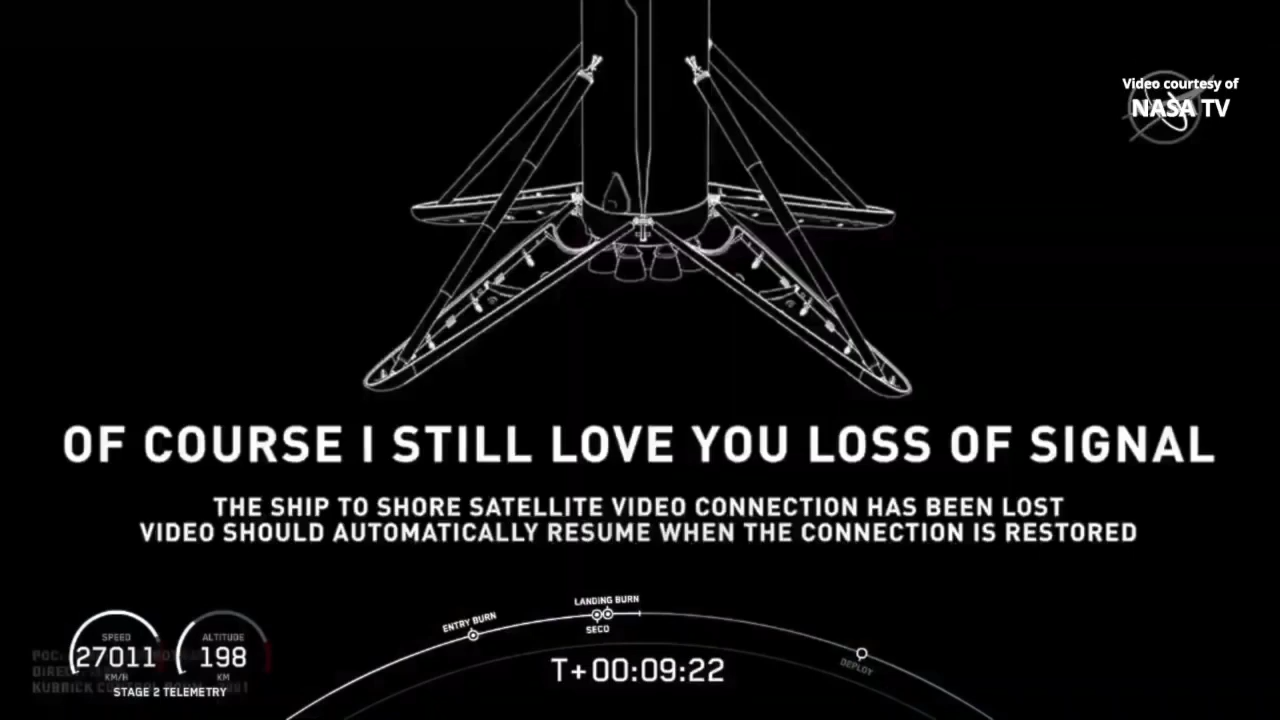 Video courtesy of
NASA TV
OF COURSE I STILL LOVE YOU LOSS OF SIGNAL
THE SHIP TO SHORE SATELLITE VIDEO CONNECTION HAS BEEN LOST
VIDEO SHOULD AUTOMATICALLY RESUME WHEN THE CONNECTION IS RESTORED
ENTRY BURN
LANDING BURN
SECO
DEPLOY
SPEED
27011
KM/H
ALTITUDE
198
KM
STAGE 2 TELEMETRY
T+00:09:22